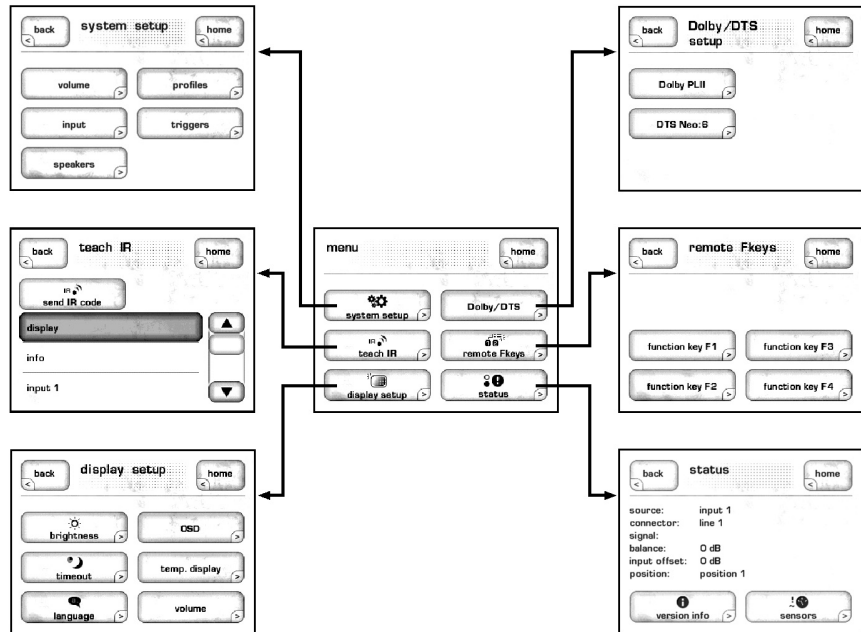 back
system setup
home
volume
profiles
input
triggers
speakers
back
Dolby/DTS
setup
home
Dolby PLII
DTS Neo:6
back
teach IR
home
IR
send IR code
display
info
input 1
menu
home
system setup
Dolby/DTS
IR
teach IR
remote Fkeys
display setup
status
back
remote Fkeys
home
function key F1
function key F3
function key F2
function key F4
back
display setup
home
brightness
OSD
timeout
temp. display
language
volume
back
status
home
source: input 1
connector: line 1
signal:
balance: 0 dB
input offset: 0 dB
position: position 1
version info
sensors